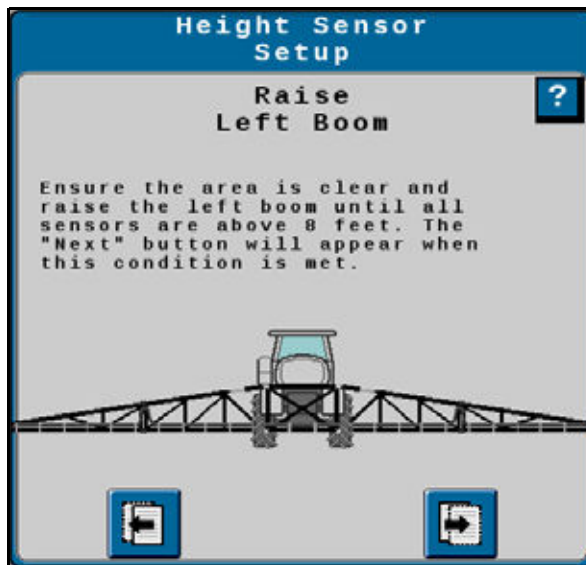 Height Sensor
Setup
Raise
Left Boom
?
Ensure the area is clear and
raise the left boom until all
sensors are above 8 feet. The
"Next" button will appear when
this condition is met.